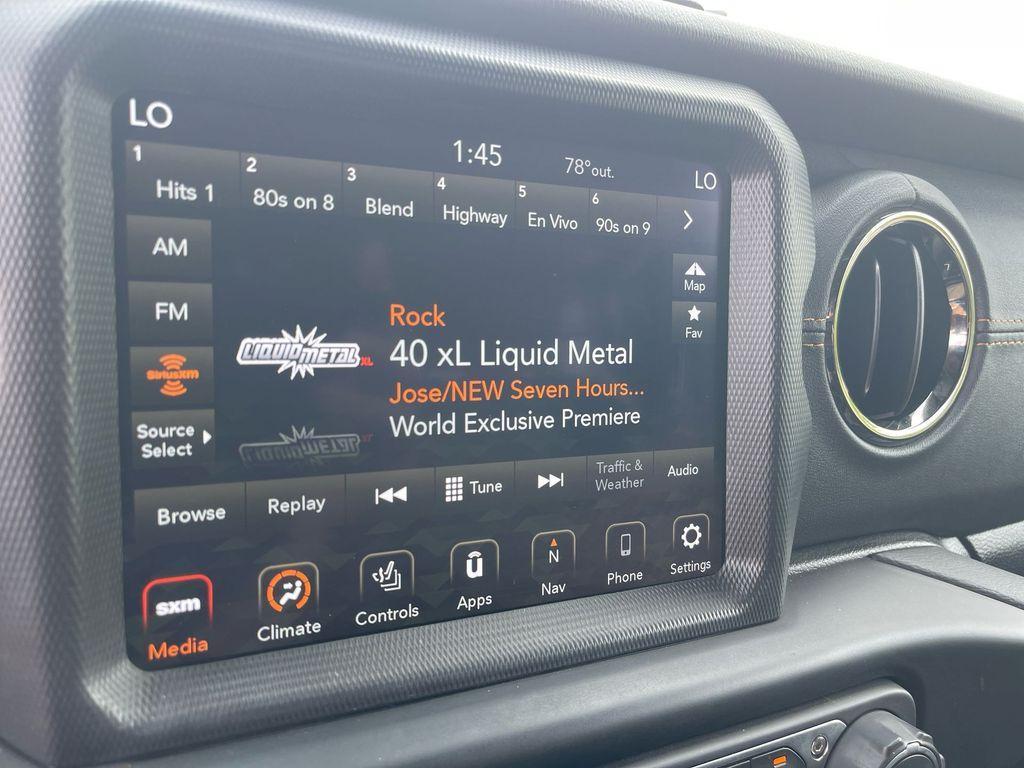 LO
1:45
78°out.
LO
1
Hits 1
2
80s on 8
3
Blend
4
Highway
5
En Vivo
6
90s on 9
AM
FM
SiriusXM
Source
Select
Map
Fav
LIQUID METAL XL
Rock
40 xL Liquid Metal
Jose/NEW Seven Hours...
World Exclusive Premiere
Browse
Replay
Tune
Traffic &
Weather
Audio
sxm
Media
Climate
Controls
u
Apps
N
Nav
Phone
Settings